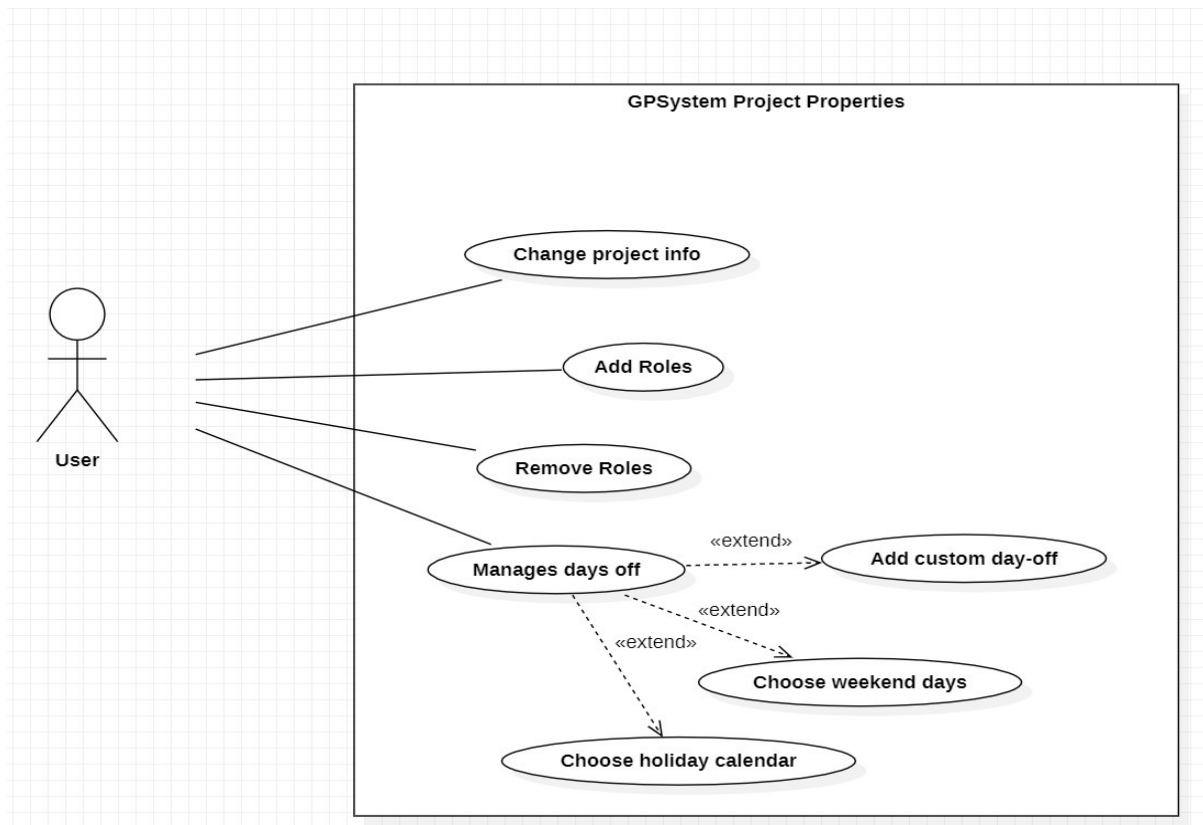 GPSystem Project Properties
Change project info
Add Roles
User
Remove Roles
Manages days off
«extend»
Add custom day-off
«extend»
Choose weekend days
«extend»
Choose holiday calendar